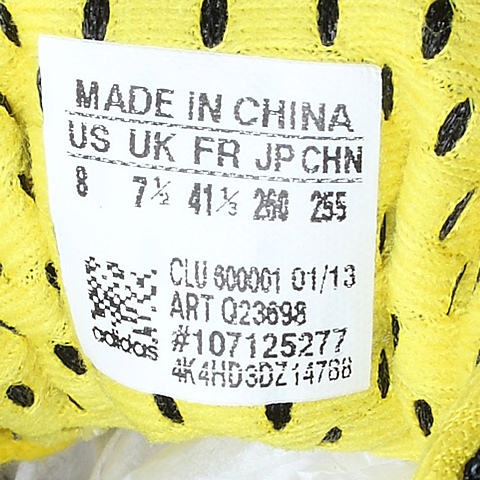 MADE IN CHINA
US UK FR JP CHN
8 7½ 41⅓ 260 255
CLU 600001 01/13
ART Q23698
adidas #107125277
4K4HD3DZ14788